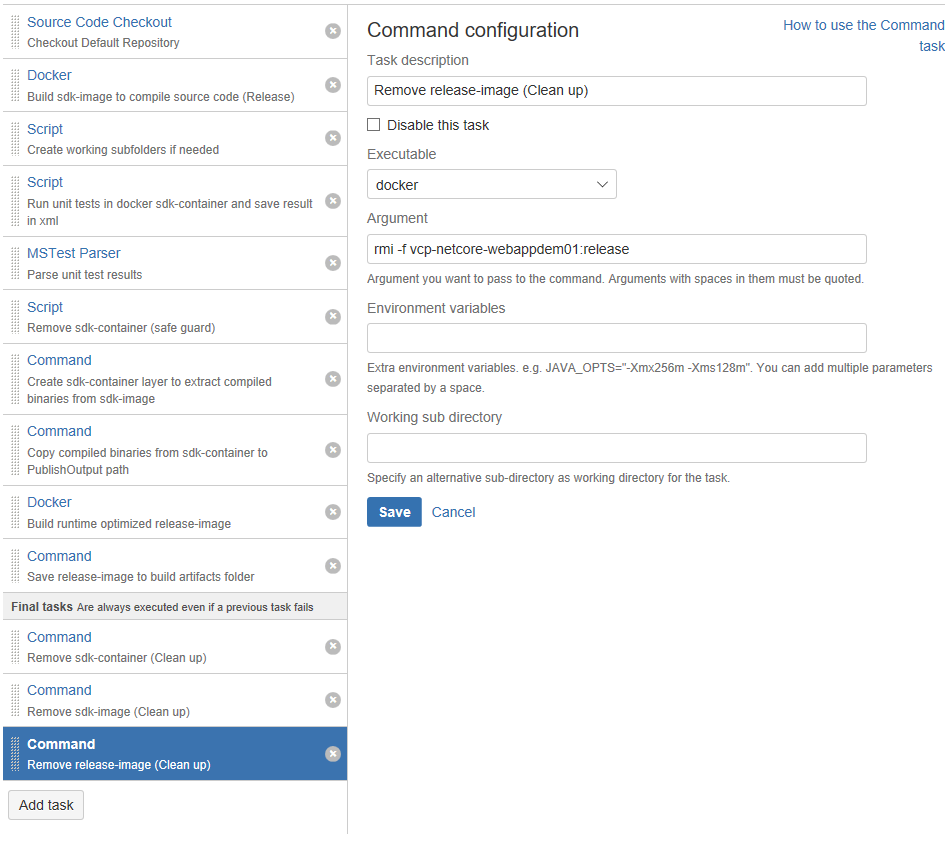 Source Code Checkout
Checkout Default Repository
Docker
Build sdk-image to compile source code (Release)
Script
Create working subfolders if needed
Script
Run unit tests in docker sdk-container and save result
in xml
MSTest Parser
Parse unit test results
Script
Remove sdk-container (safe guard)
Command
Create sdk-container layer to extract compiled
binaries from sdk-image
Command
Copy compiled binaries from sdk-container to
PublishOutput path
Docker
Build runtime optimized release-image
Command
Save release-image to build artifacts folder
Final tasks Are always executed even if a previous task fails
Command
Remove sdk-container (Clean up)
Command
Remove sdk-image (Clean up)
Command
Remove release-image (Clean up)
Add task
Command configuration
How to use the Command
task
Task description
Remove release-image (Clean up)
Disable this task
Executable
docker
Argument
rmi -f vcp-netcore-webappdem01:release
Argument you want to pass to the command. Arguments with spaces in them must be quoted.
Environment variables
Extra environment variables. e.g. JAVA_OPTS="-Xmx256m -Xms128m". You can add multiple parameters
separated by a space.
Working sub directory
Specify an alternative sub-directory as working directory for the task.
Save Cancel